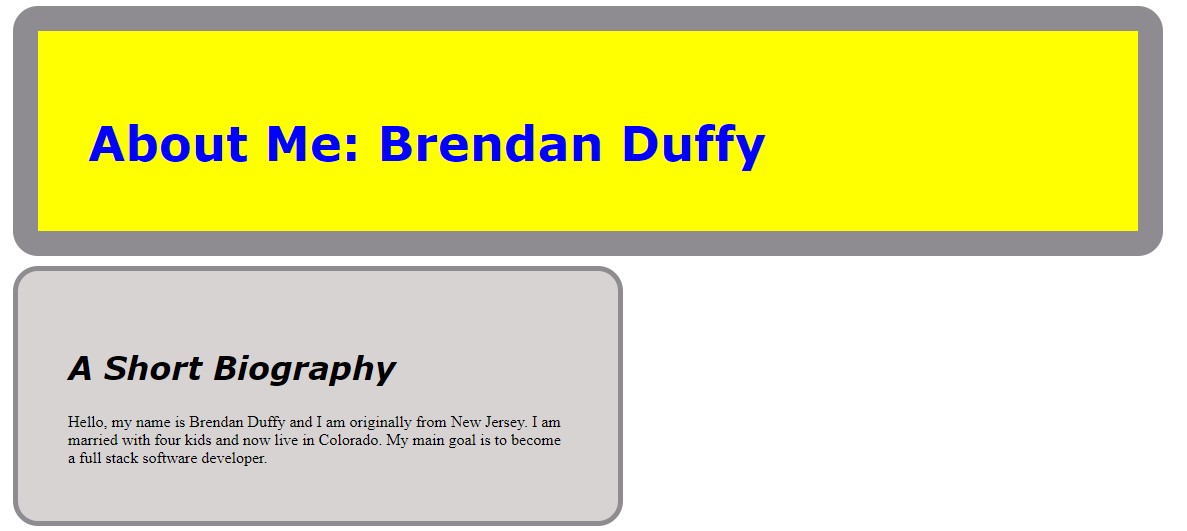 About Me: Brendan Duffy
A Short Biography
Hello, my name is Brendan Duffy and I am originally from New Jersey. I am
married with four kids and now live in Colorado. My main goal is to become
a full stack software developer.